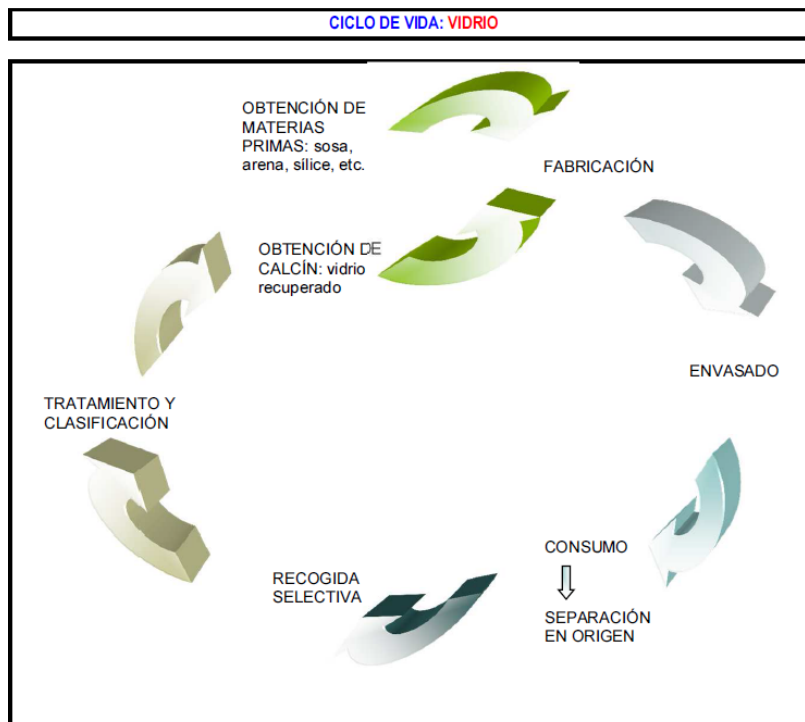 CICLO DE VIDA: VIDRIO
OBTENCIÓN DE
MATERIAS
PRIMAS: sosa,
arena, sílice, etc.
FABRICACIÓN
OBTENCIÓN DE
CALCÍN: vidrio
recuperado
ENVASADO
TRATAMIENTO Y
CLASIFICACIÓN
CONSUMO
SEPARACIÓN
EN ORIGEN
RECOGIDA
SELECTIVA